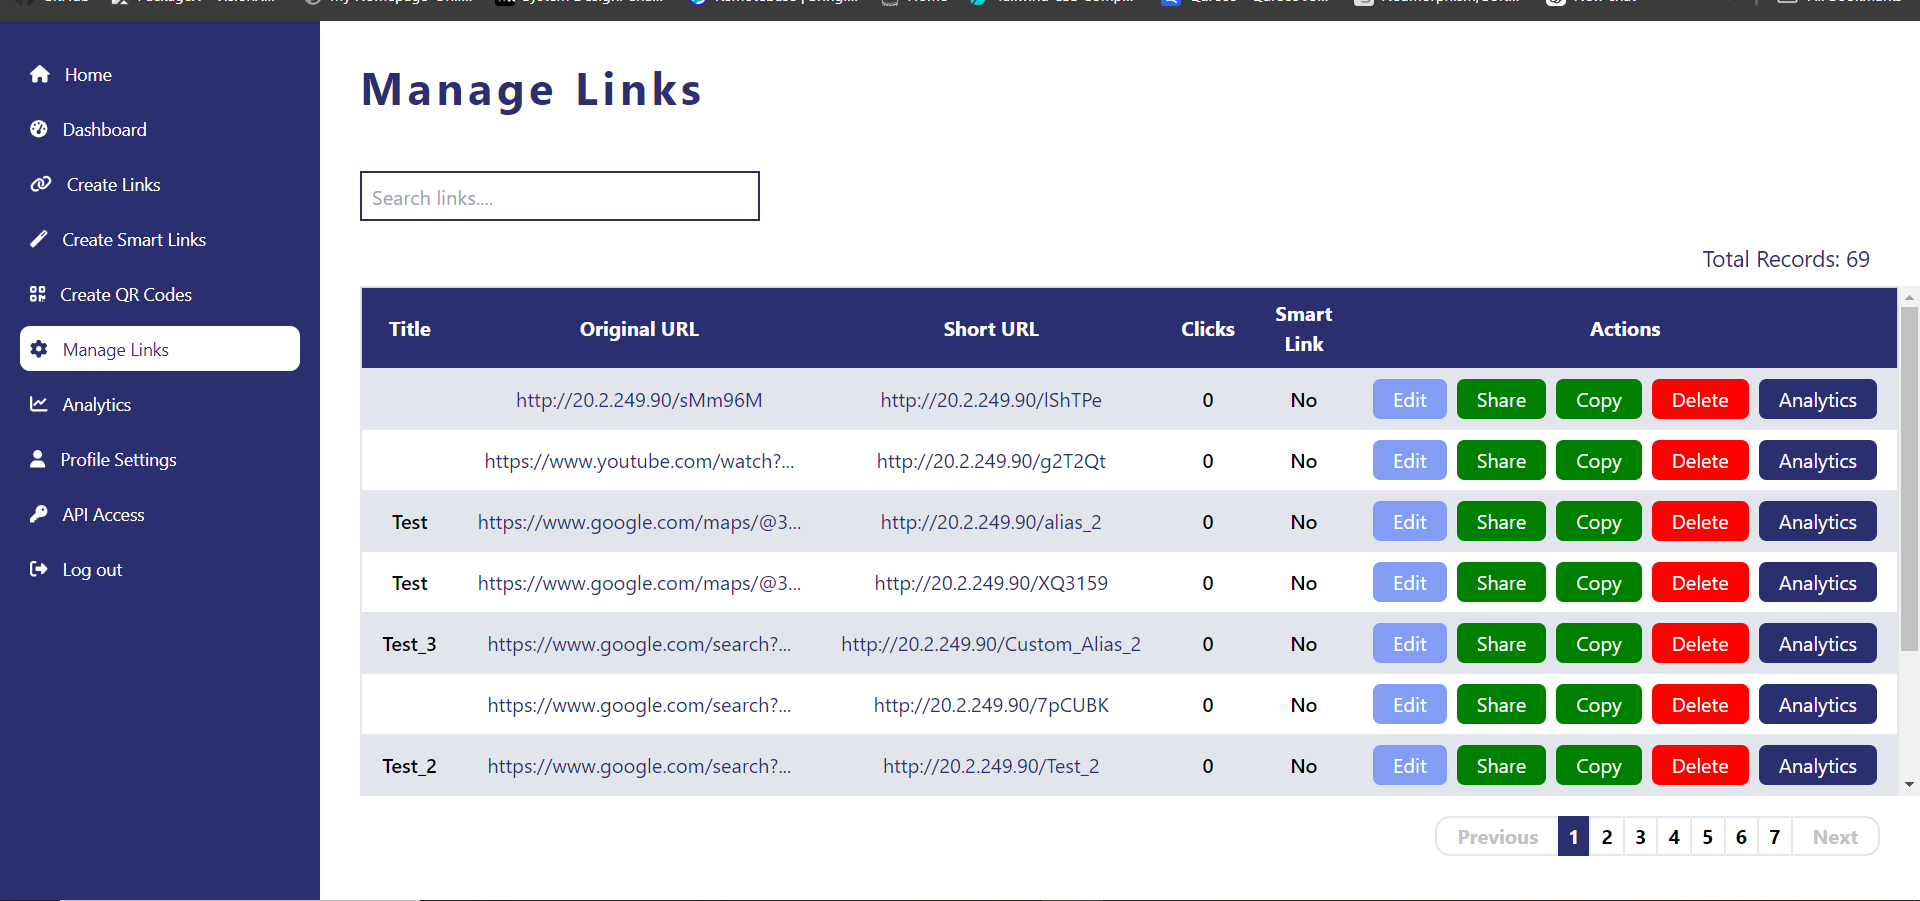 Home
Dashboard
Create Links
Create Smart Links
Create QR Codes
Manage Links
Analytics
Profile Settings
API Access
Log out
Manage Links
Search links....
Total Records: 69
Title Original URL Short URL Clicks Smart Link Actions
http://20.2.249.90/sMm96M http://20.2.249.90/lShTPe 0 No Edit Share Copy Delete Analytics
https://www.youtube.com/watch?... http://20.2.249.90/g2T2Qt 0 No Edit Share Copy Delete Analytics
Test https://www.google.com/maps/@3... http://20.2.249.90/alias_2 0 No Edit Share Copy Delete Analytics
Test https://www.google.com/maps/@3... http://20.2.249.90/XQ3159 0 No Edit Share Copy Delete Analytics
Test_3 https://www.google.com/search?... http://20.2.249.90/Custom_Alias_2 0 No Edit Share Copy Delete Analytics
https://www.google.com/search?... http://20.2.249.90/7pCUBK 0 No Edit Share Copy Delete Analytics
Test_2 https://www.google.com/search?... http://20.2.249.90/Test_2 0 No Edit Share Copy Delete Analytics
Previous 1 2 3 4 5 6 7 Next